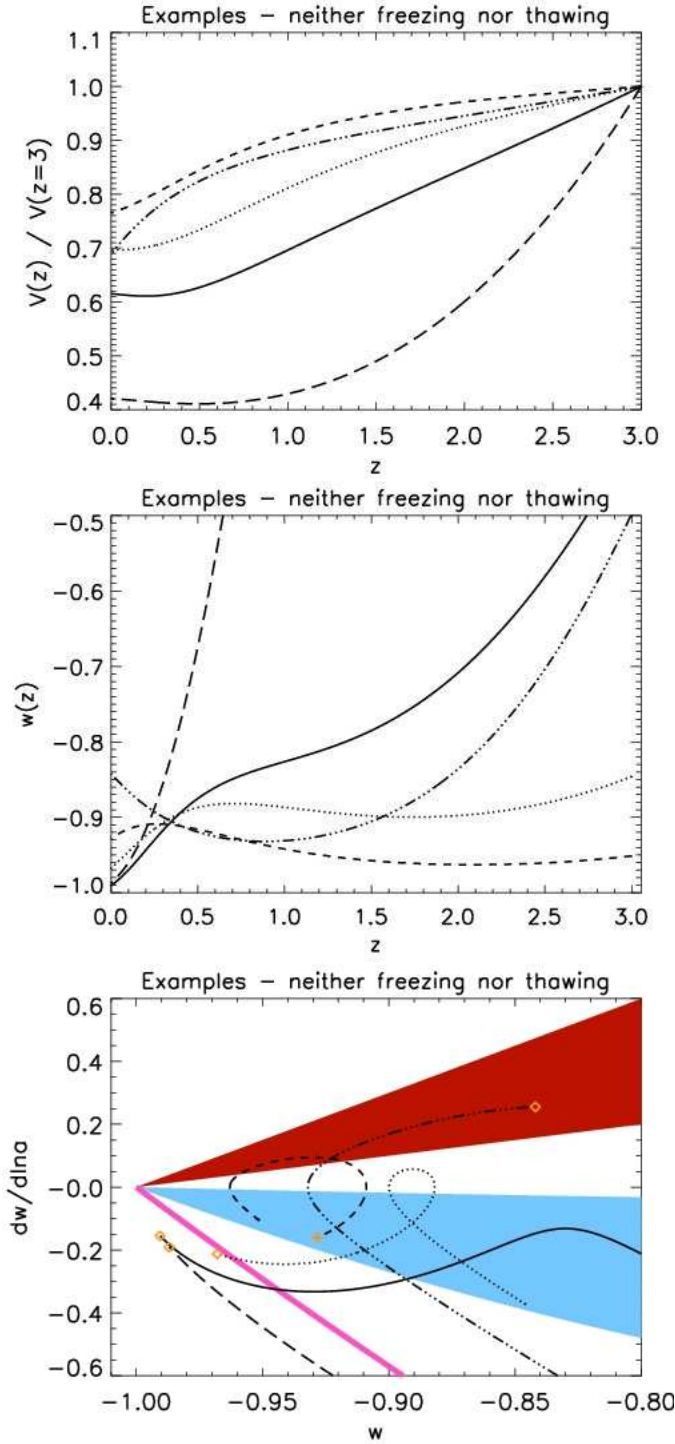 Examples – neither freezing nor thawing
1.1
1.0
0.9
0.8
0.7
0.6
0.5
0.4
V(z) / V(z=3)
0.0 0.5 1.0 1.5 2.0 2.5 3.0
z
Examples – neither freezing nor thawing
−0.5
−0.6
−0.7
−0.8
−0.9
−1.0
w(z)
0.0 0.5 1.0 1.5 2.0 2.5 3.0
z
Examples – neither freezing nor thawing
0.6
0.4
0.2
−0.0
−0.2
−0.4
−0.6
dw/dlna
−1.00 −0.95 −0.90 −0.85 −0.80
w